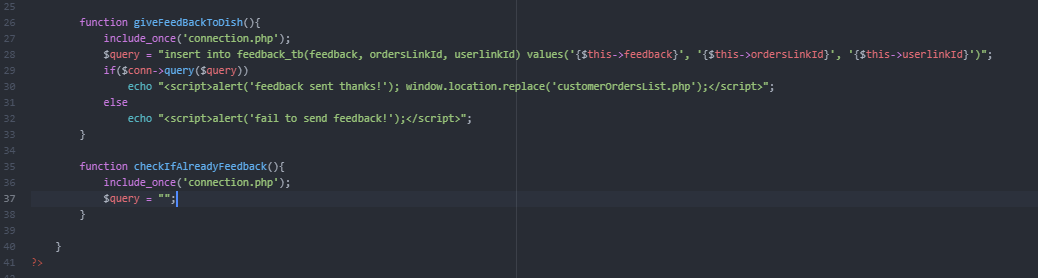 25
26 function giveFeedBackToDish(){
27 include_once('connection.php');
28 $query = "insert into feedback_tb(feedback, ordersLinkId, userlinkId) values('{$this->feedback}', '{$this->ordersLinkId}', '{$this->userlinkId}')";
29 if($conn->query($query))
30 echo "<script>alert('feedback sent thanks!'); window.location.replace('customerOrdersList.php');</script>";
31 else
32 echo "<script>alert('fail to send feedback!');</script>";
33 }
34
35 function checkIfAlreadyFeedback(){
36 include_once('connection.php');
37 $query = "";
38 }
39
40 }
41 ?>